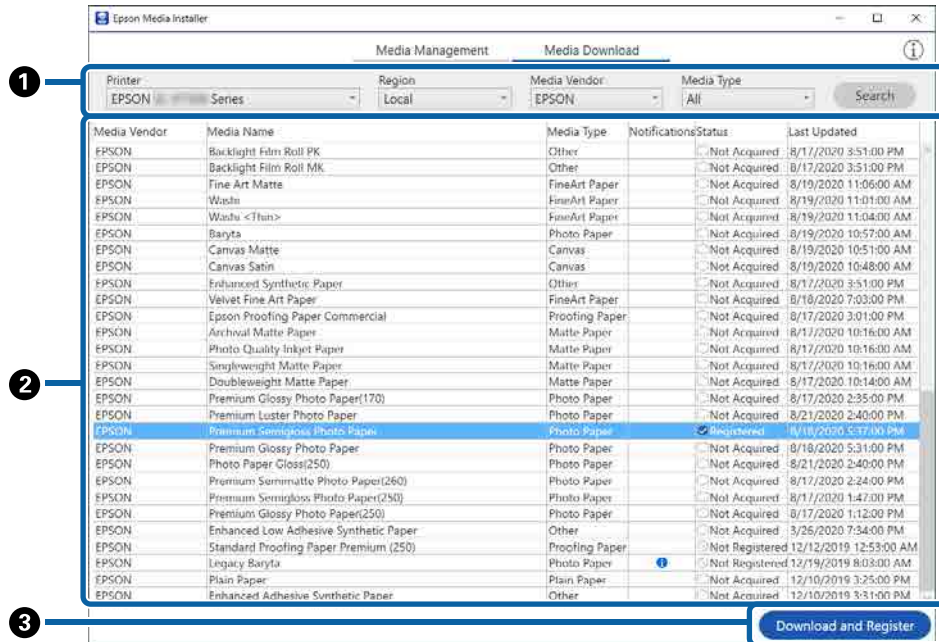 Epson Media Installer
Media Management Media Download
1
Printer Region Media Vendor Media Type
EPSON Series Local EPSON All Search
2
Media Vendor Media Name Media Type Notifications Status Last Updated
EPSON Backlight Film Roll PK Other Not Acquired 8/17/2020 3:51:00 PM
EPSON Backlight Film Roll MK Other Not Acquired 8/17/2020 3:51:00 PM
EPSON Fine Art Matte FineArt Paper Not Acquired 8/19/2020 11:06:00 AM
EPSON Washi FineArt Paper Not Acquired 8/19/2020 11:01:00 AM
EPSON Washi <Thin> FineArt Paper Not Acquired 8/19/2020 11:04:00 AM
EPSON Baryta Photo Paper Not Acquired 8/19/2020 10:57:00 AM
EPSON Canvas Matte Canvas Not Acquired 8/19/2020 10:51:00 AM
EPSON Canvas Satin Canvas Not Acquired 8/19/2020 10:48:00 AM
EPSON Enhanced Synthetic Paper Other Not Acquired 8/17/2020 3:51:00 PM
EPSON Velvet Fine Art Paper FineArt Paper Not Acquired 8/18/2020 7:03:00 PM
EPSON Epson Proofing Paper Commercial Proofing Paper Not Acquired 8/17/2020 3:01:00 PM
EPSON Archival Matte Paper Matte Paper Not Acquired 8/17/2020 10:16:00 AM
EPSON Photo Quality Inkjet Paper Matte Paper Not Acquired 8/17/2020 10:16:00 AM
EPSON Singleweight Matte Paper Matte Paper Not Acquired 8/17/2020 10:16:00 AM
EPSON Doubleweight Matte Paper Matte Paper Not Acquired 8/17/2020 10:14:00 AM
EPSON Premium Glossy Photo Paper(170) Photo Paper Not Acquired 8/17/2020 2:35:00 PM
EPSON Premium Luster Photo Paper Photo Paper Not Acquired 8/21/2020 2:40:00 PM
EPSON Premium Semigloss Photo Paper Photo Paper Registered 8/18/2020 5:37:00 PM
EPSON Premium Glossy Photo Paper Photo Paper Not Acquired 8/18/2020 5:31:00 PM
EPSON Photo Paper Gloss(250) Photo Paper Not Acquired 8/21/2020 2:40:00 PM
EPSON Premium Semimatte Photo Paper(260) Photo Paper Not Acquired 8/17/2020 2:24:00 PM
EPSON Premium Semigloss Photo Paper(250) Photo Paper Not Acquired 8/17/2020 1:47:00 PM
EPSON Premium Glossy Photo Paper(250) Photo Paper Not Acquired 8/17/2020 1:12:00 PM
EPSON Enhanced Low Adhesive Synthetic Paper Other Not Acquired 3/26/2020 7:34:00 PM
EPSON Standard Proofing Paper Premium (250) Proofing Paper Not Registered 12/12/2019 12:53:00 AM
EPSON Legacy Baryta Photo Paper Not Registered 12/19/2019 8:03:00 AM
EPSON Plain Paper Plain Paper Not Acquired 12/10/2019 3:25:00 PM
EPSON Enhanced Adhesive Synthetic Paper Other Not Acquired 12/10/2019 3:31:00 PM
3
Download and Register